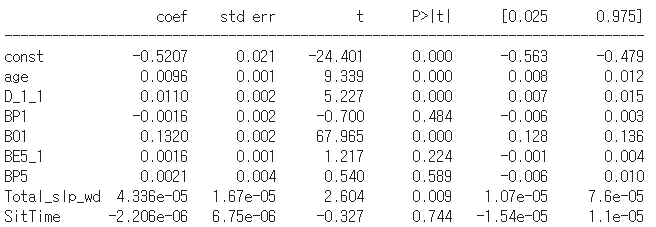 coef std err t P>|t| [0.025 0.975]
const -0.5207 0.021 -24.401 0.000 -0.563 -0.479
age 0.0096 0.001 9.339 0.000 0.008 0.012
D_1_1 0.0110 0.002 5.227 0.000 0.007 0.015
BP1 -0.0016 0.002 -0.700 0.484 -0.006 0.003
BO1 0.1320 0.002 67.965 0.000 0.128 0.136
BE5_1 0.0016 0.001 1.217 0.224 -0.001 0.004
BP5 0.0021 0.004 0.540 0.589 -0.006 0.010
Total_slp_wd 4.336e-05 1.67e-05 2.604 0.009 1.07e-05 7.6e-05
SitTime -2.206e-06 6.75e-06 -0.327 0.744 -1.54e-05 1.1e-05